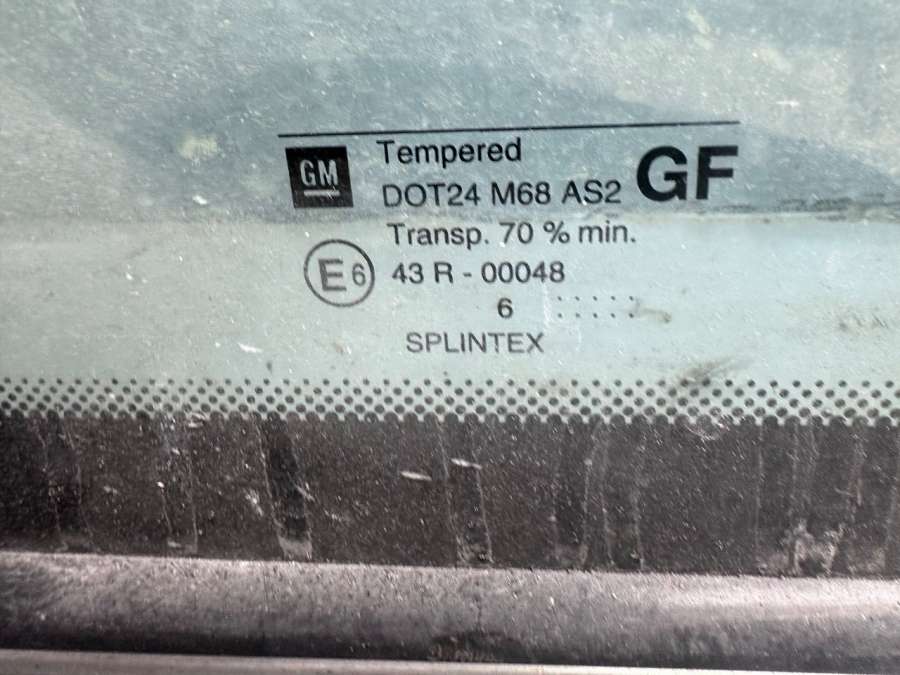 GM Tempered GF
DOT24 M68 AS2
Transp. 70 % min.
E6 43 R - 00048
6 ..........
SPLINTEX